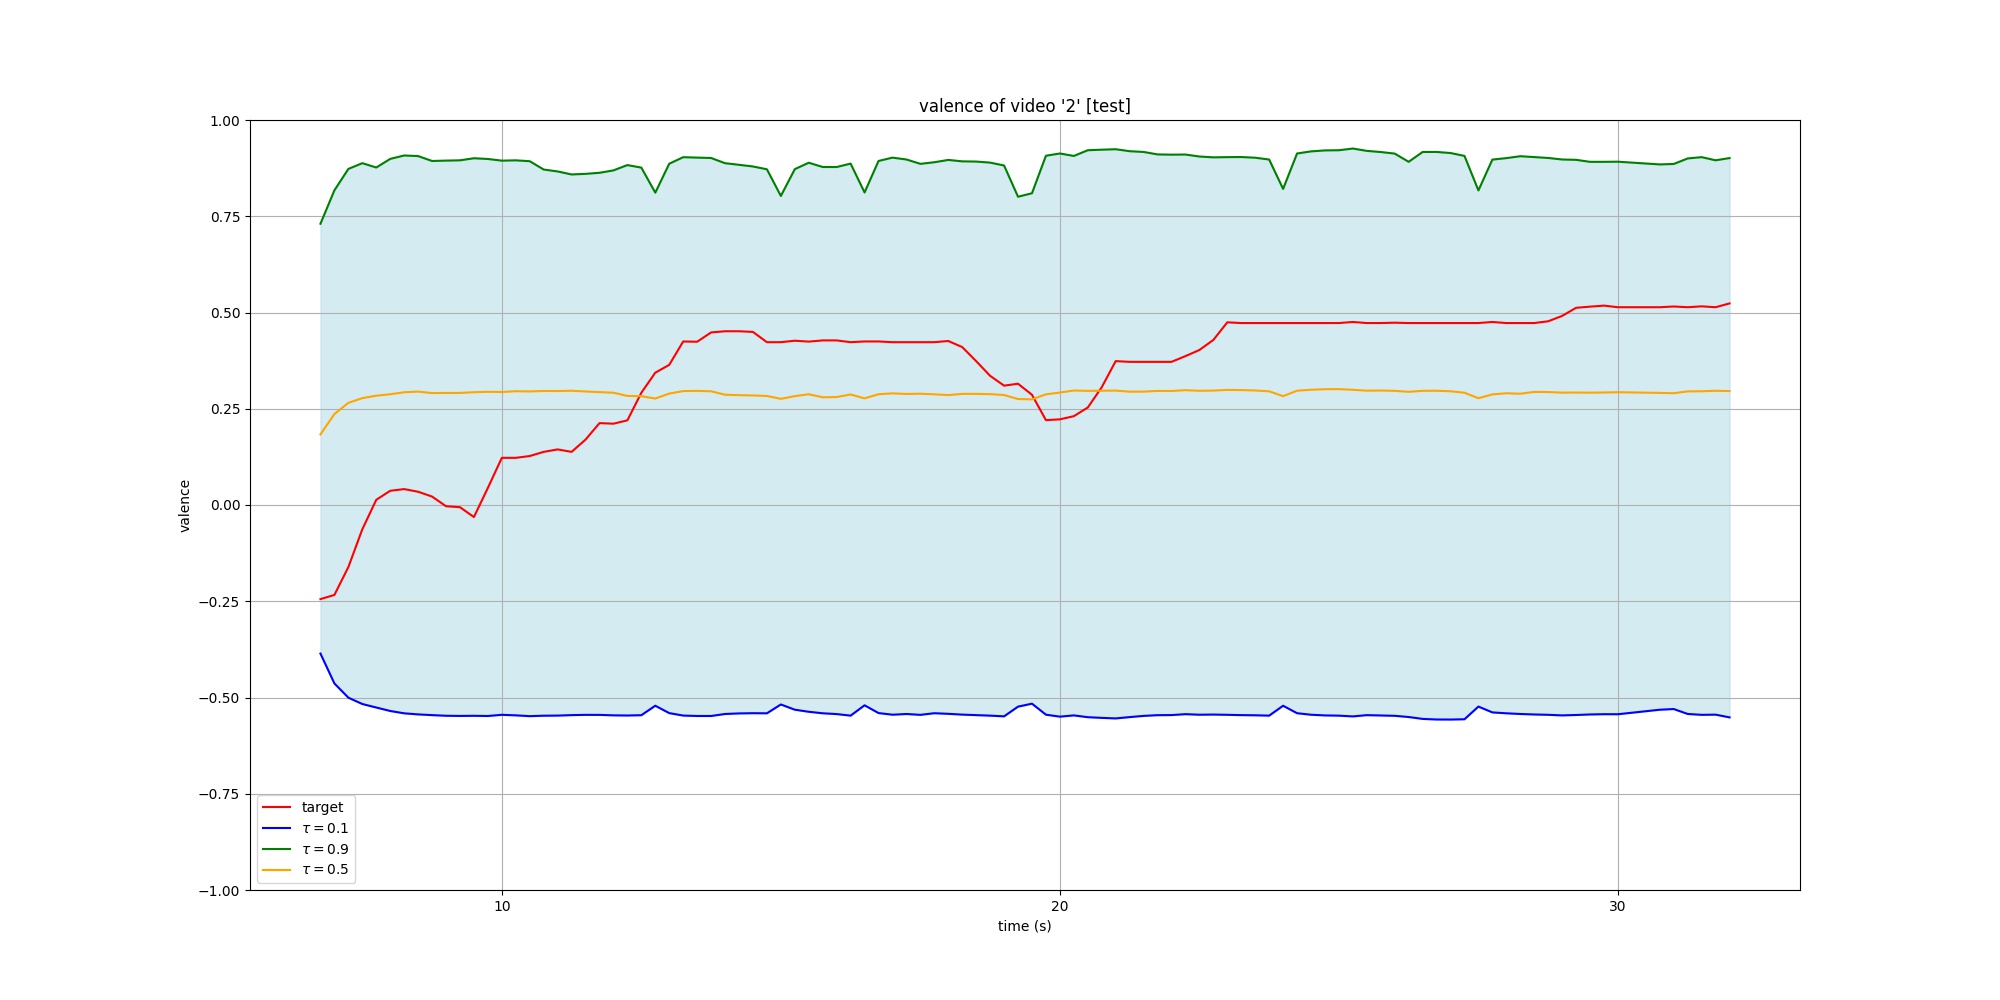 valence of video '2' [test]
1.00
0.75
0.50
0.25
0.00
−0.25
−0.50
−0.75
−1.00
valence
target
τ = 0.1
τ = 0.9
τ = 0.5
10 20 30
time (s)